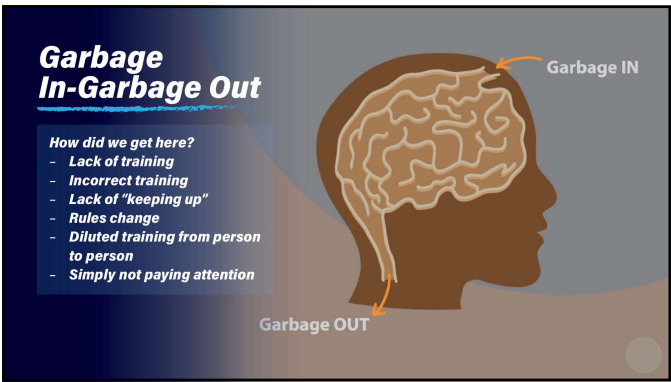 Garbage
In-Garbage Out
How did we get here?
– Lack of training
– Incorrect training
– Lack of "keeping up"
– Rules change
– Diluted training from person
to person
– Simply not paying attention
Garbage IN
Garbage OUT